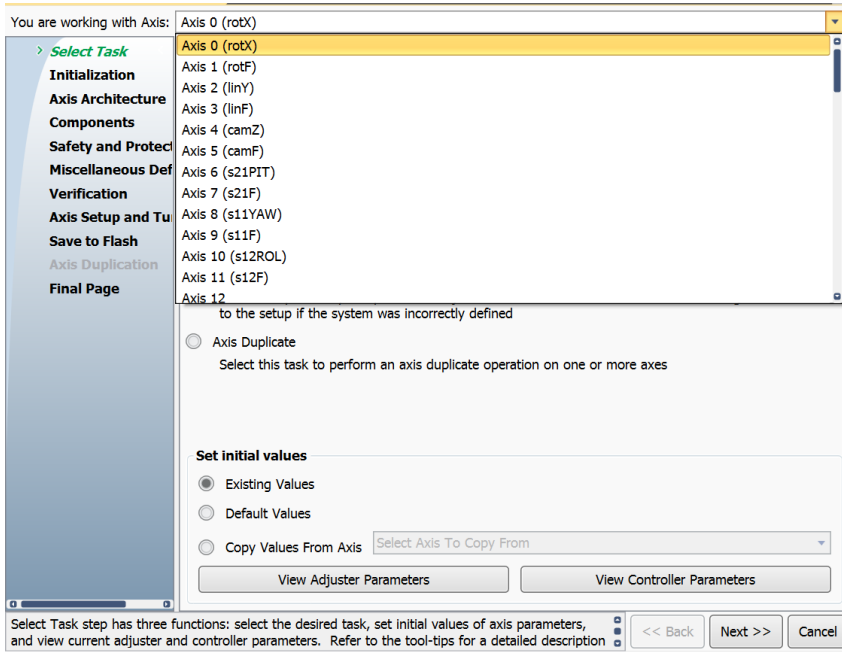 You are working with Axis: Axis 0 (rotX)
Select Task
Initialization
Axis Architecture
Components
Safety and Protect
Miscellaneous Def
Verification
Axis Setup and Tu
Save to Flash
Axis Duplication
Final Page
Axis 0 (rotX)
Axis 1 (rotF)
Axis 2 (linY)
Axis 3 (linF)
Axis 4 (camZ)
Axis 5 (camF)
Axis 6 (s21PIT)
Axis 7 (s21F)
Axis 8 (s11YAW)
Axis 9 (s11F)
Axis 10 (s12ROL)
Axis 11 (s12F)
Axis 12
to the setup if the system was incorrectly defined
Axis Duplicate
Select this task to perform an axis duplicate operation on one or more axes
Set initial values
Existing Values
Default Values
Copy Values From Axis Select Axis To Copy From
View Adjuster Parameters View Controller Parameters
Select Task step has three functions: select the desired task, set initial values of axis parameters,
and view current adjuster and controller parameters. Refer to the tool-tips for a detailed description
<< Back Next >> Cancel